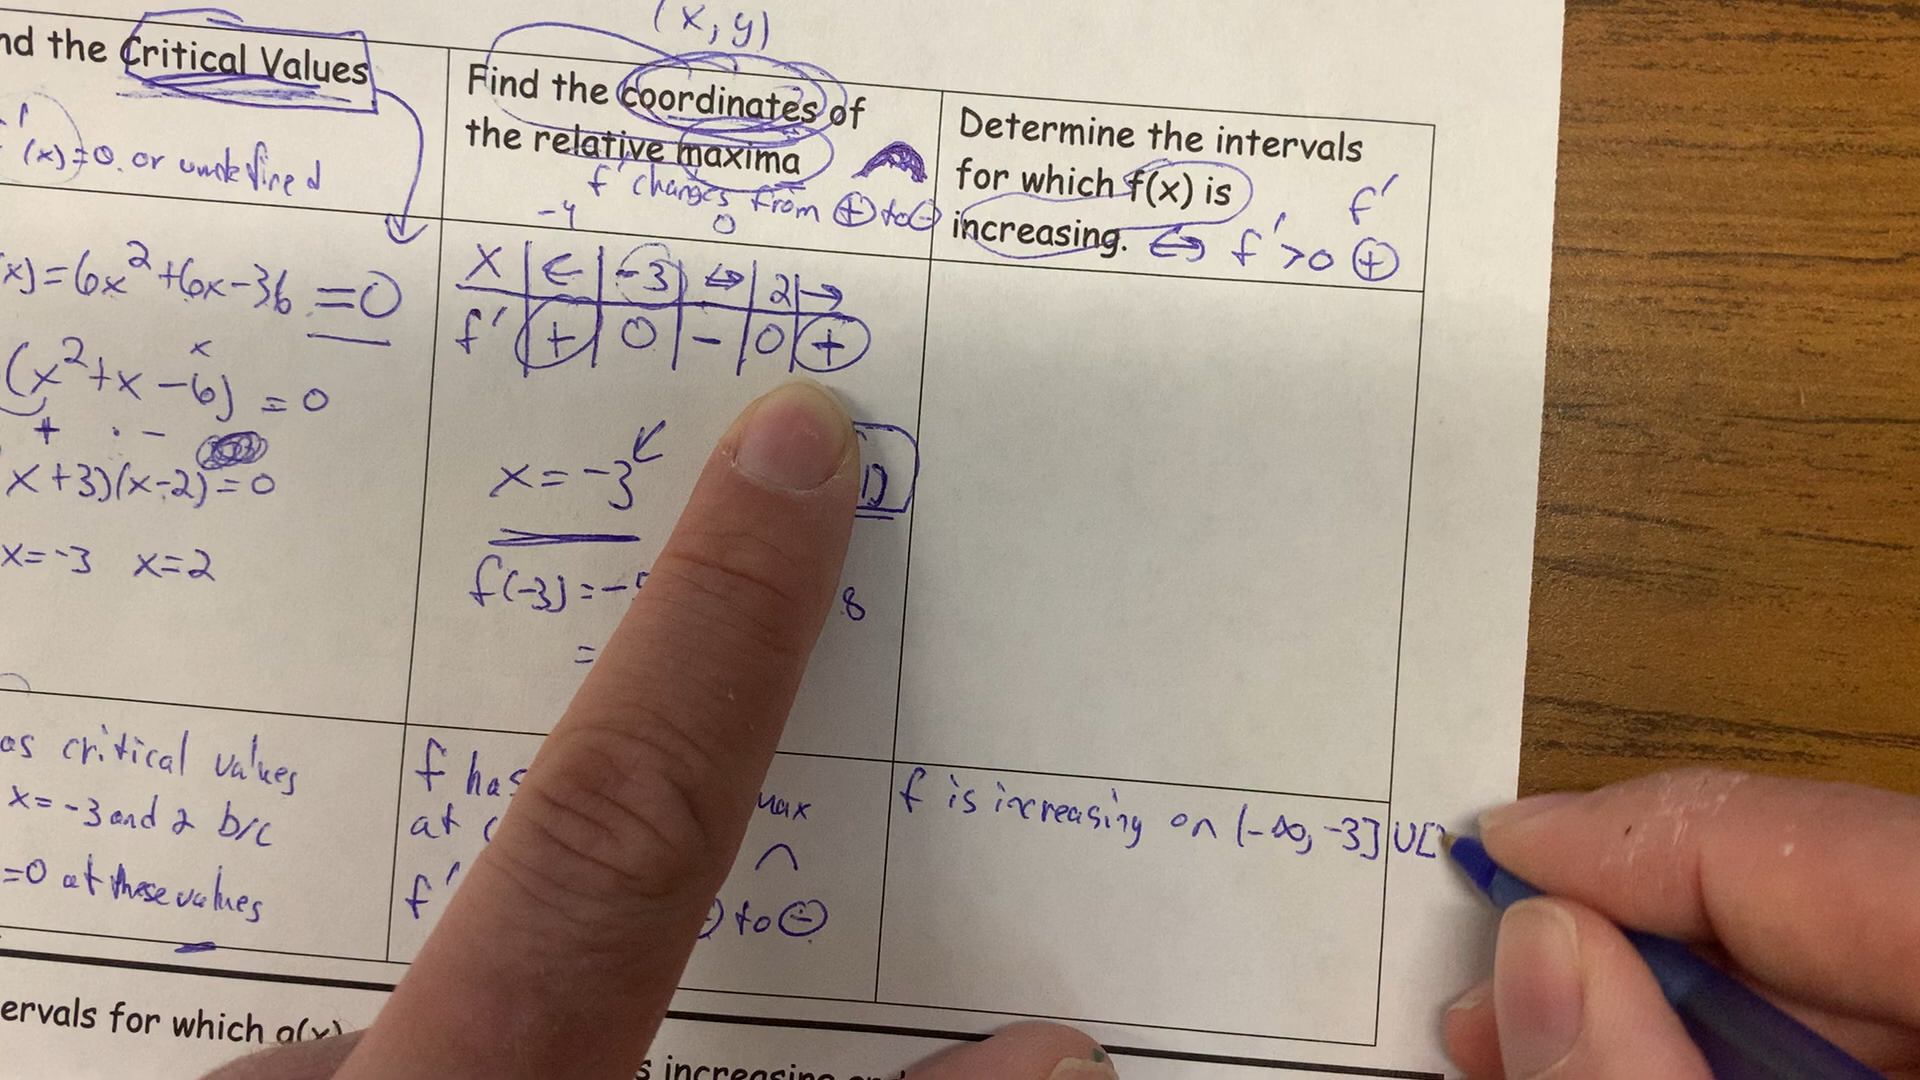 (x, y)
nd the Critical Values
'(x)=0. or undefined
x)=6x²+6x-36 =0
(x²+x-6) = 0
x
+ . -
x+3)(x-2)=0
x=-3 x=2
as critical values
x=-3 and 2 b/c
=0 at these values
Find the coordinates of
the relative maxima
f' changes from + to -
-4 0
X | ← | -3 | ↔ | 2 | →
f' | + | 0 | - | 0 | +
x = -3
f(-3) = -
8
=
f has
max
at
f'
to -
Determine the intervals
for which f(x) is
increasing. ↔ f'>0 +
f'
f is increasing on (-∞, -3] U[
ervals for which g(x)
s increasing